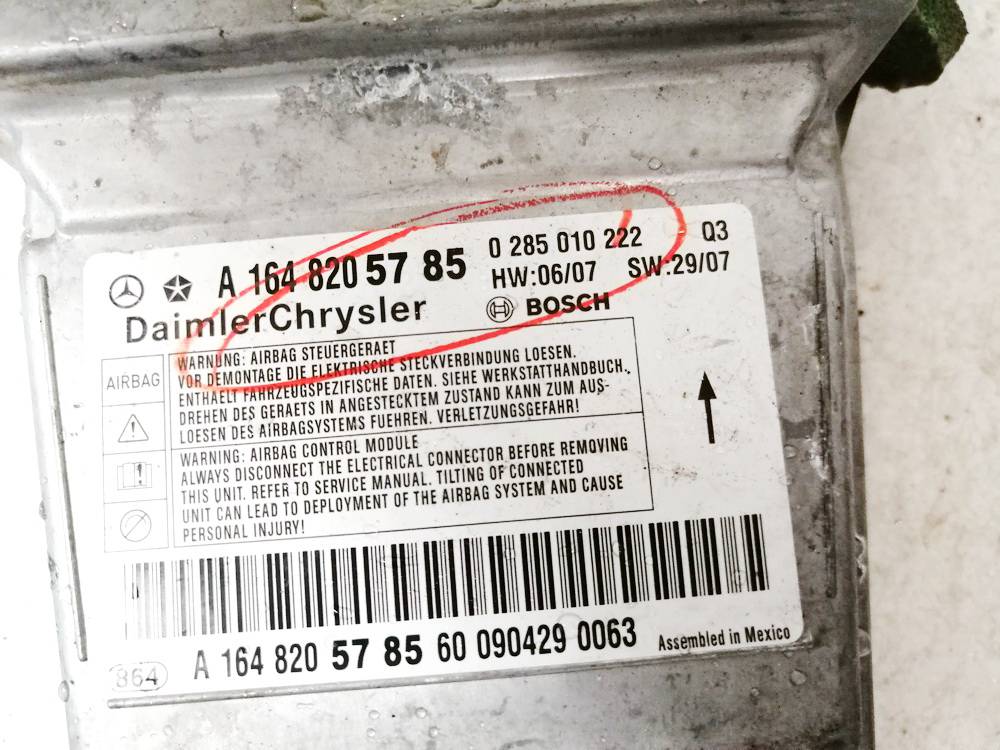 A 164 820 57 85 0 285 010 222 Q3
HW:06/07 SW:29/07
DaimlerChrysler BOSCH
AIRBAG
WARNUNG: AIRBAG STEUERGERAET
VOR DEMONTAGE DIE ELEKTRISCHE STECKVERBINDUNG LOESEN.
ENTHAELT FAHRZEUGSPEZIFISCHE DATEN. SIEHE WERKSTATTHANDBUCH.
DREHEN DES GERAETS IN ANGESTECKTEM ZUSTAND KANN ZUM AUS-
LOESEN DES AIRBAGSYSTEMS FUEHREN. VERLETZUNGSGEFAHR!
WARNING: AIRBAG CONTROL MODULE
ALWAYS DISCONNECT THE ELECTRICAL CONNECTOR BEFORE REMOVING
THIS UNIT. REFER TO SERVICE MANUAL. TILTING OF CONNECTED
UNIT CAN LEAD TO DEPLOYMENT OF THE AIRBAG SYSTEM AND CAUSE
PERSONAL INJURY!
864 A 164 820 57 85 60 090429 0063 Assembled in Mexico